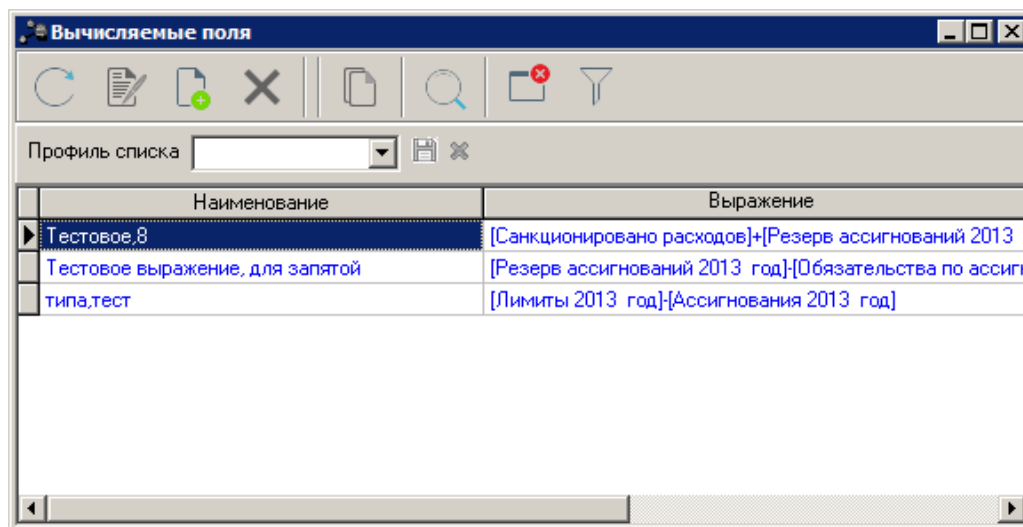 Вычисляемые поля
Профиль списка
Наименование Выражение
Тестовое,8 [Санкционировано расходов]+[Резерв ассигнований 2013
Тестовое выражение, для запятой [Резерв ассигнований 2013 год]-[Обязательства по
типа,тест [Лимиты 2013 год]-[Ассигнования 2013 год]